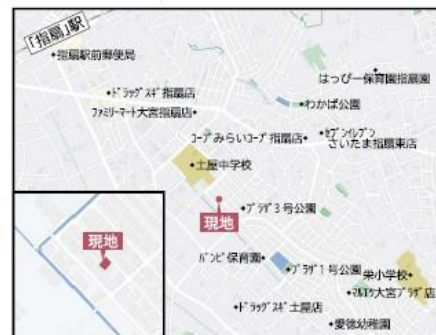 「指扇」駅
指扇駅前郵便局
はっぴー保育園指扇園
ドラッグスギ指扇店
ファミリーマート大宮指扇店
わかば公園
コープみらいコープ指扇店
セブンイレブン
さいたま指扇東店
土屋中学校
現地
プラザ3号公園
現地
バンビ保育園
プラザ1号公園
栄小学校
マルエツ大宮プラザ店
ドラッグスギ土屋店
愛徳幼稚園